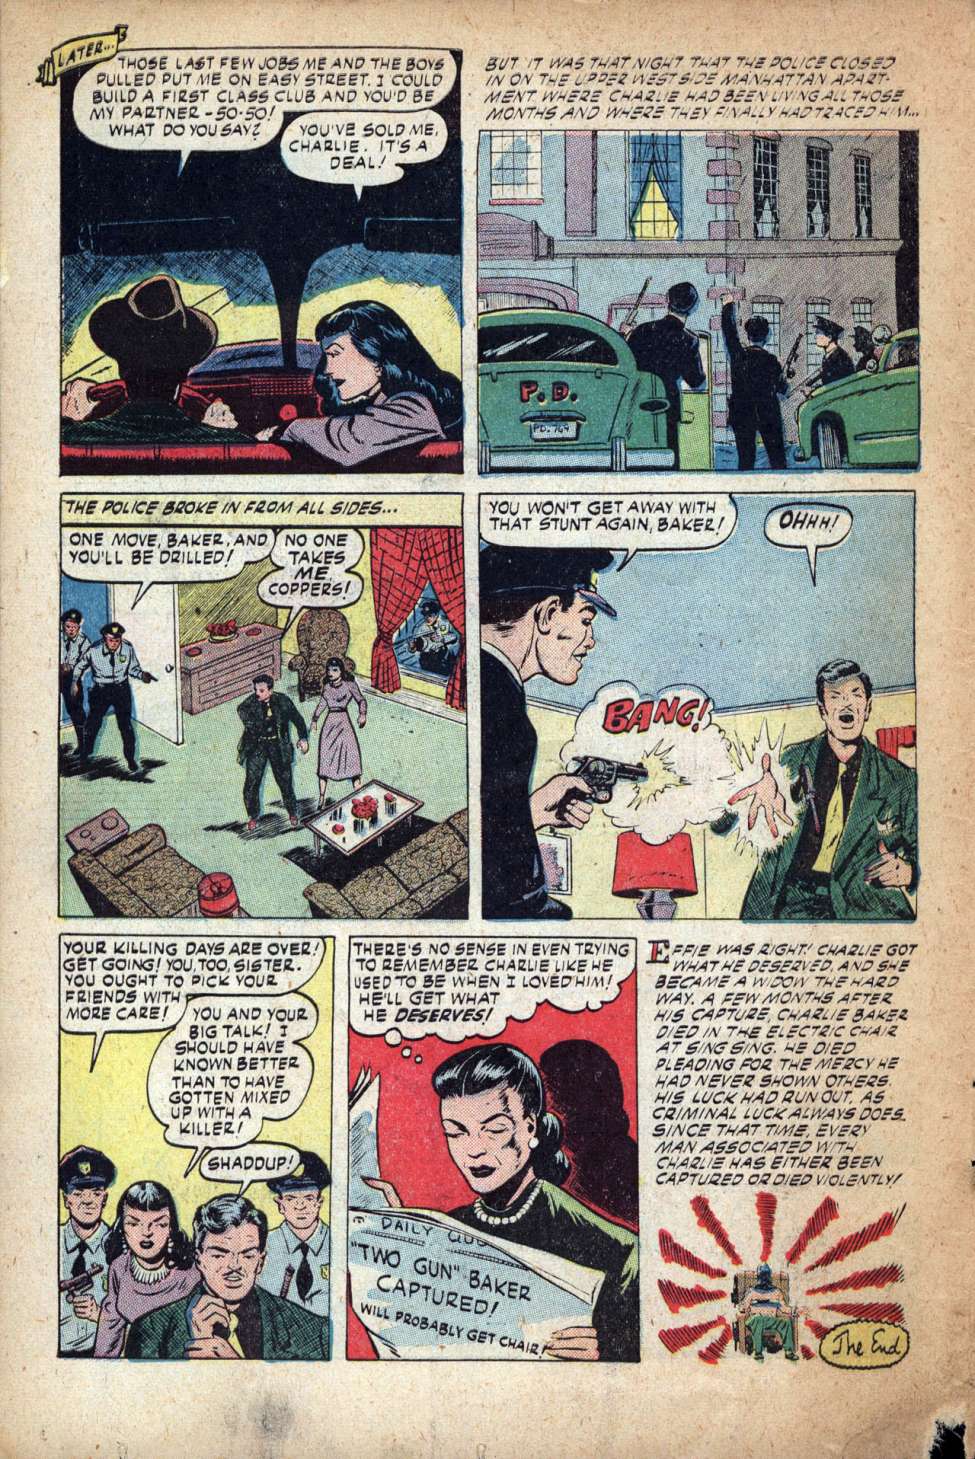 LATER...
THOSE LAST FEW JOBS ME AND THE BOYS
PULLED PUT ME ON EASY STREET. I COULD
BUILD A FIRST CLASS CLUB AND YOU'D BE
MY PARTNER - 50-50!
WHAT DO YOU SAY?
YOU'VE SOLD ME,
CHARLIE. IT'S A
DEAL!
BUT IT WAS THAT NIGHT THAT THE POLICE CLOSED
IN ON THE UPPER WEST SIDE MANHATTAN APART-
MENT WHERE CHARLIE HAD BEEN LIVING ALL THOSE
MONTHS AND WHERE THEY FINALLY HAD TRACED HIM...
P.D.
P.D. 769
THE POLICE BROKE IN FROM ALL SIDES...
ONE MOVE, BAKER, AND
YOU'LL BE DRILLED!
NO ONE
TAKES
ME,
COPPERS!
YOU WON'T GET AWAY WITH
THAT STUNT AGAIN, BAKER!
OHHH!
BANG!
YOUR KILLING DAYS ARE OVER!
GET GOING! YOU, TOO, SISTER.
YOU OUGHT TO PICK YOUR
FRIENDS WITH
MORE CARE!
YOU AND YOUR
BIG TALK! I
SHOULD HAVE
KNOWN BETTER
THAN TO HAVE
GOTTEN MIXED
UP WITH A
KILLER!
SHADDUP!
THERE'S NO SENSE IN EVEN TRYING
TO REMEMBER CHARLIE LIKE HE
USED TO BE WHEN I LOVED HIM!
HE'LL GET WHAT
HE DESERVES!
DAILY
"TWO GUN" BAKER
CAPTURED!
WILL PROBABLY GET CHAIR!
EFFIE WAS RIGHT! CHARLIE GOT
WHAT HE DESERVED, AND SHE
BECAME A WIDOW THE HARD
WAY. A FEW MONTHS AFTER
HIS CAPTURE, CHARLIE BAKER
DIED IN THE ELECTRIC CHAIR
AT SING SING. HE DIED
PLEADING FOR THE MERCY HE
HAD NEVER SHOWN OTHERS.
HIS LUCK HAD RUN OUT, AS
CRIMINAL LUCK ALWAYS DOES.
SINCE THAT TIME, EVERY
MAN ASSOCIATED WITH
CHARLIE HAS EITHER BEEN
CAPTURED OR DIED VIOLENTLY!
The End